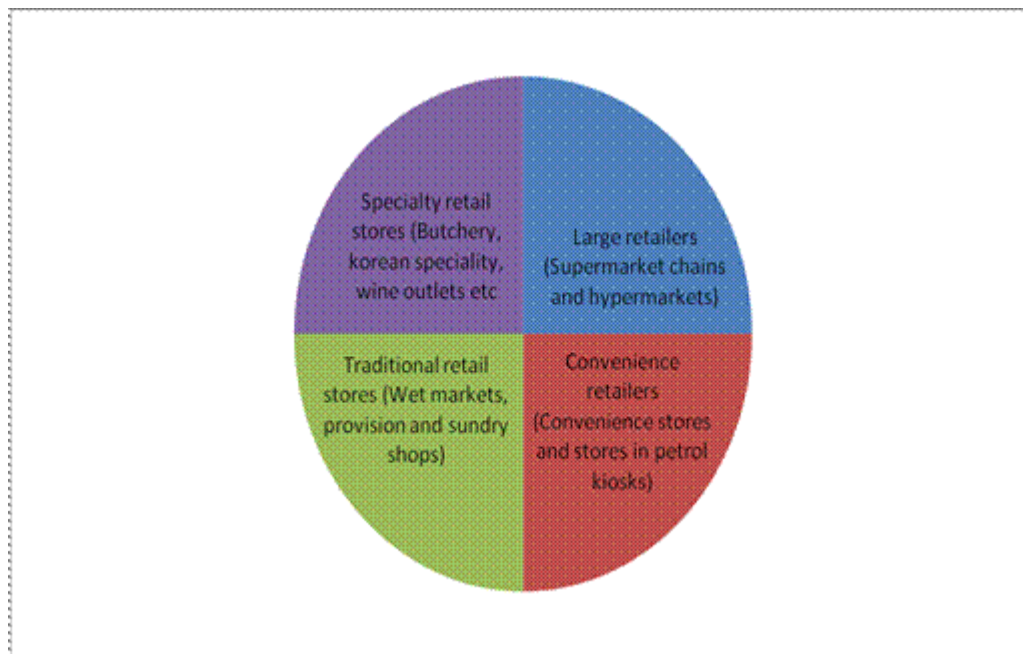 Specialty retail
stores (Butchery,
korean speciality,
wine outlets etc
Large retailers
(Supermarket chains
and hypermarkets)
Traditional retail
stores (Wet markets,
provision and sundry
shops)
Convenience
retailers
(Convenience stores
and stores in petrol
kiosks)